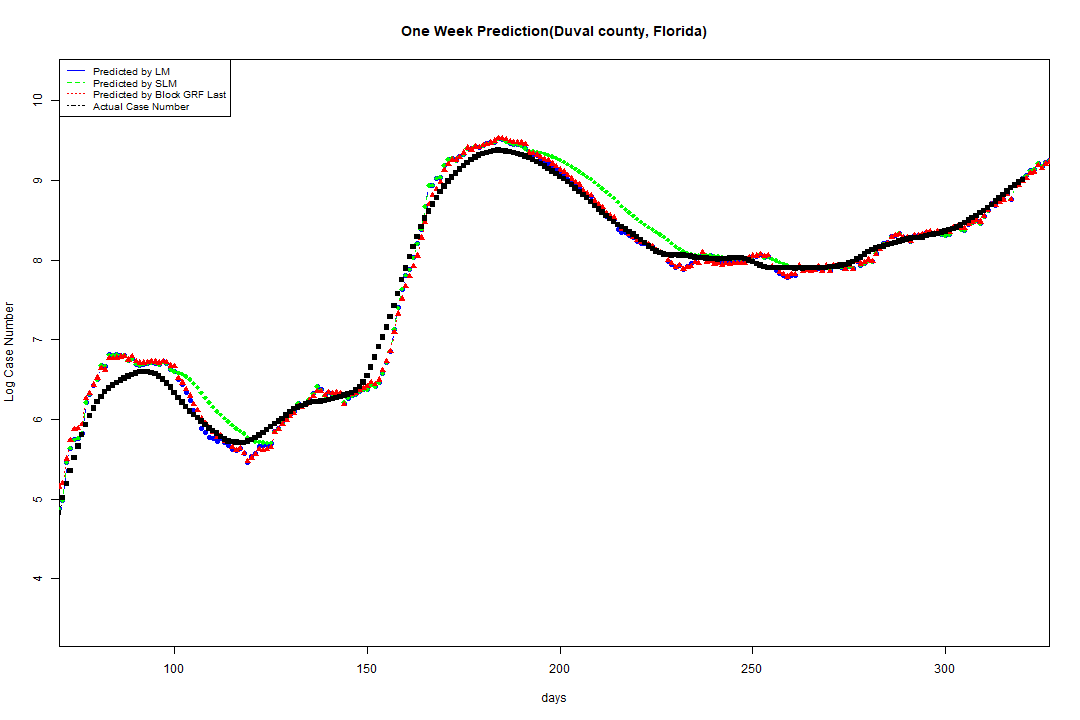 One Week Prediction(Duval county, Florida)
Predicted by LM
Predicted by SLM
Predicted by Block GRF Last
Actual Case Number
10
9
8
7
6
5
4
Log Case Number
100 150 200 250 300
days